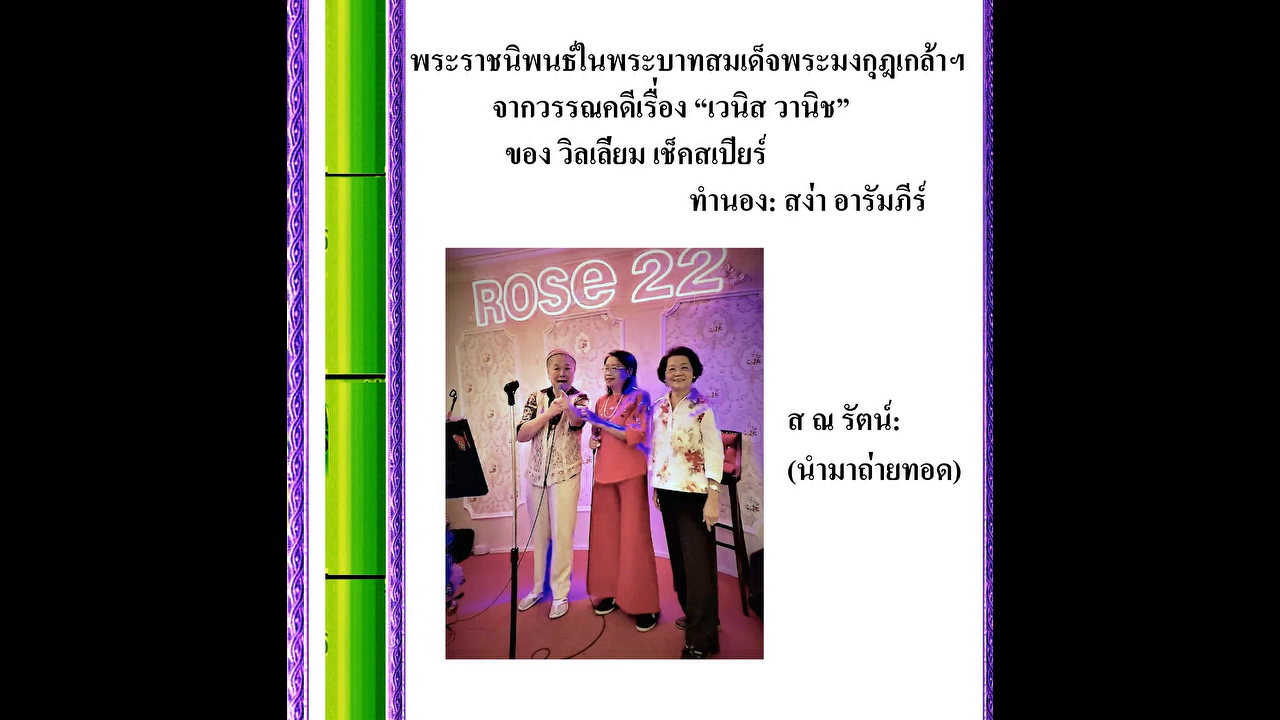 พระราชนิพนธ์ในพระบาทสมเด็จพระมงกุฎเกล้าฯ
จากวรรณคดีเรื่อง “เวนิส วานิช”
ของ วิลเลียม เช็คสเปียร์
ทำนอง: สง่า อารัมภีร์
ROSE 22
ส ณ รัตน์:
(นำมาถ่ายทอด)